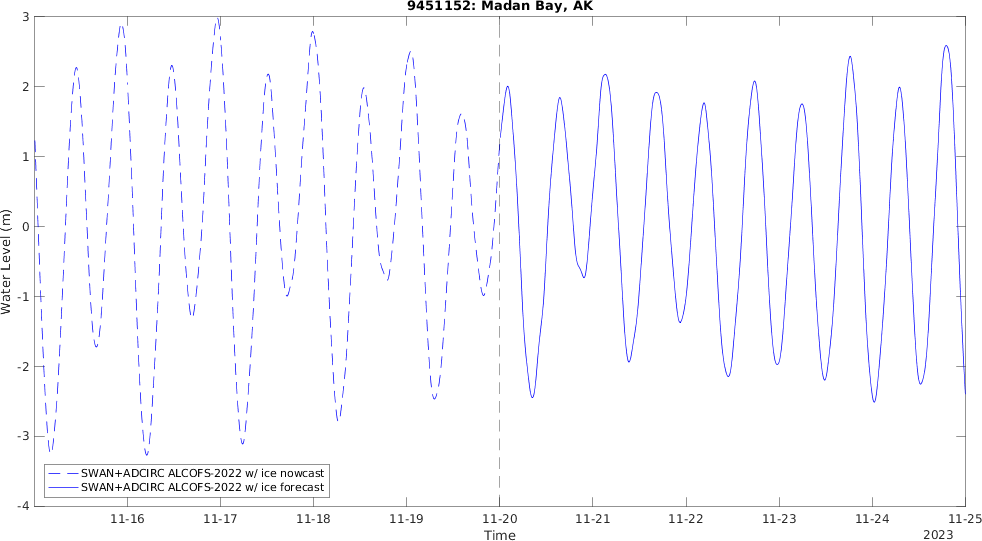 9451152: Madan Bay, AK
3
2
1
0
-1
-2
-3
-4
Water Level (m)
SWAN+ADCIRC ALCOFS-2022 w/ ice nowcast
SWAN+ADCIRC ALCOFS-2022 w/ ice forecast
11-16 11-17 11-18 11-19 11-20 11-21 11-22 11-23 11-24 11-25
Time
2023